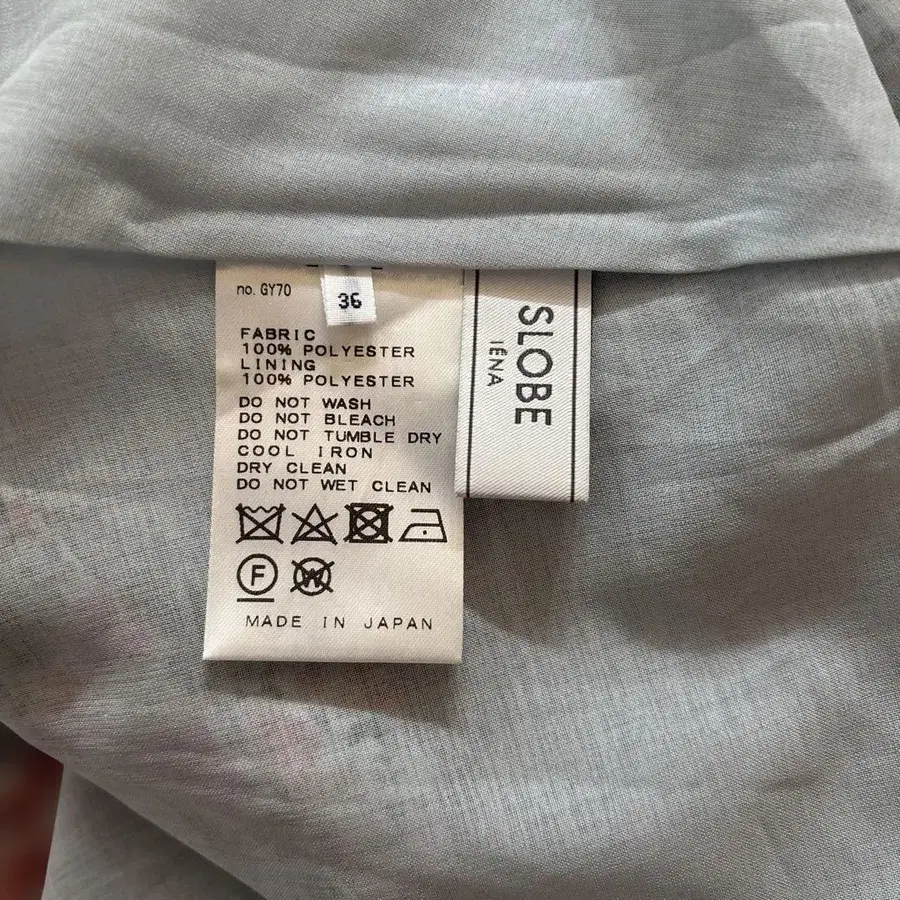 no. GY70
36
FABRIC
100% POLYESTER
LINING
100% POLYESTER
DO NOT WASH
DO NOT BLEACH
DO NOT TUMBLE DRY
COOL IRON
DRY CLEAN
DO NOT WET CLEAN
F
W
MADE IN JAPAN
SLOBE
IÉNA